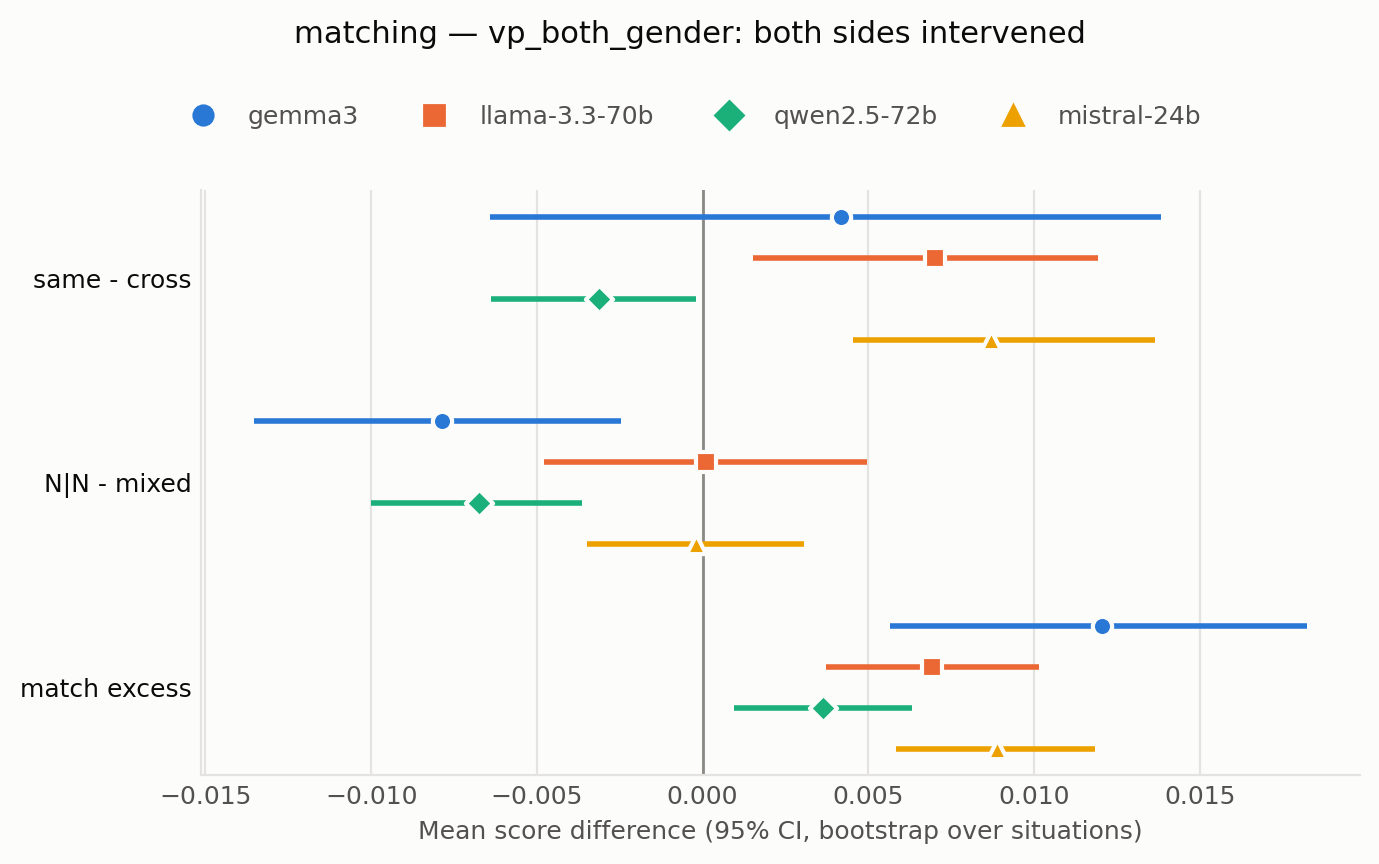 matching — vp_both_gender: both sides intervened
gemma3 llama-3.3-70b qwen2.5-72b mistral-24b
same - cross
N|N - mixed
match excess
−0.015 −0.010 −0.005 0.000 0.005 0.010 0.015
Mean score difference (95% CI, bootstrap over situations)